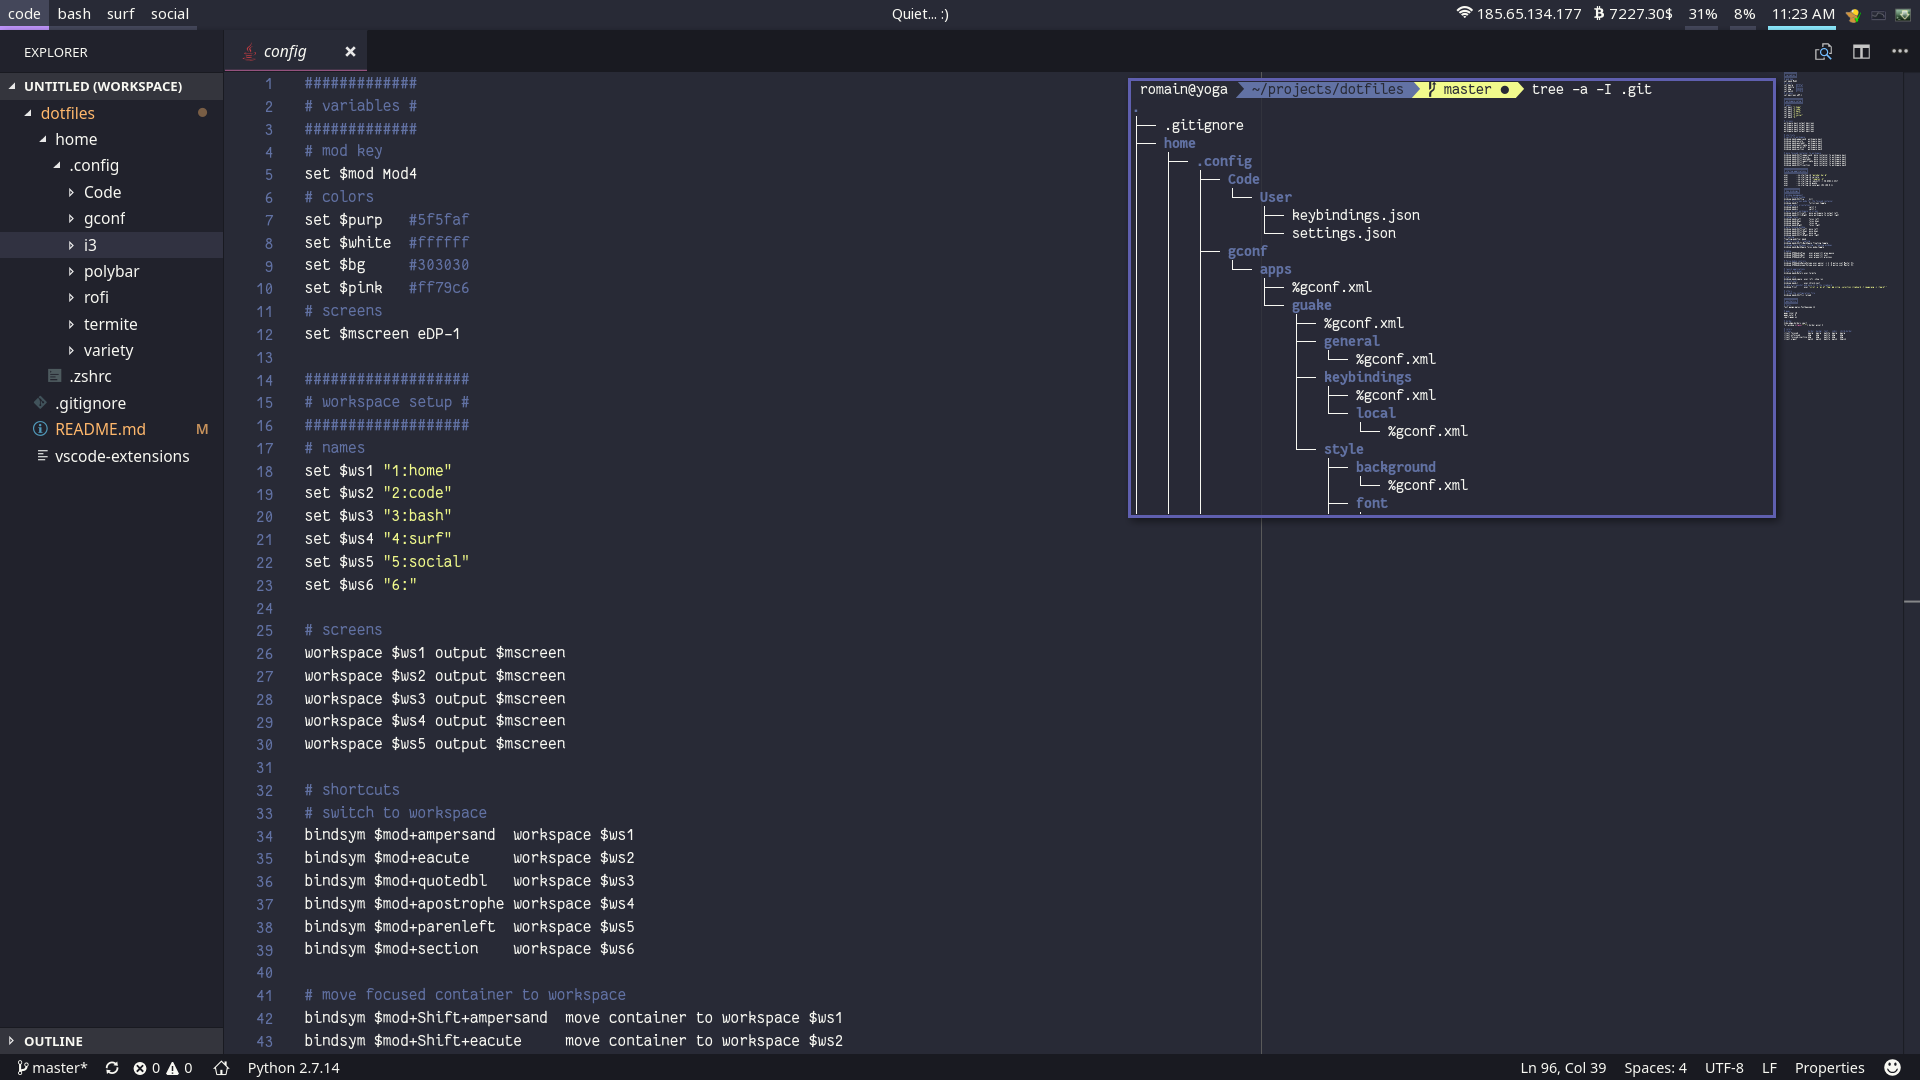 code bash surf social
Quiet... :)
185.65.134.177 7227.30$ 31% 8% 11:23 AM
EXPLORER
UNTITLED (WORKSPACE)
dotfiles
home
.config
Code
gconf
i3
polybar
rofi
termite
variety
.zshrc
.gitignore
README.md M
vscode-extensions
OUTLINE
config ×
1 #############
2 # variables #
3 #############
4 # mod key
5 set $mod Mod4
6 # colors
7 set $purp #5f5faf
8 set $white #ffffff
9 set $bg #303030
10 set $pink #ff79c6
11 # screens
12 set $mscreen eDP-1
13
14 ###################
15 # workspace setup #
16 ###################
17 # names
18 set $ws1 "1:home"
19 set $ws2 "2:code"
20 set $ws3 "3:bash"
21 set $ws4 "4:surf"
22 set $ws5 "5:social"
23 set $ws6 "6:"
24
25 # screens
26 workspace $ws1 output $mscreen
27 workspace $ws2 output $mscreen
28 workspace $ws3 output $mscreen
29 workspace $ws4 output $mscreen
30 workspace $ws5 output $mscreen
31
32 # shortcuts
33 # switch to workspace
34 bindsym $mod+ampersand workspace $ws1
35 bindsym $mod+eacute workspace $ws2
36 bindsym $mod+quotedbl workspace $ws3
37 bindsym $mod+apostrophe workspace $ws4
38 bindsym $mod+parenleft workspace $ws5
39 bindsym $mod+section workspace $ws6
40
41 # move focused container to workspace
42 bindsym $mod+Shift+ampersand move container to workspace $ws1
43 bindsym $mod+Shift+eacute move container to workspace $ws2
romain@yoga ~/projects/dotfiles master ● tree -a -I .git
.
├── .gitignore
├── home
│ ├── .config
│ │ ├── Code
│ │ │ └── User
│ │ │ ├── keybindings.json
│ │ │ └── settings.json
│ │ ├── gconf
│ │ │ └── apps
│ │ │ ├── %gconf.xml
│ │ │ └── guake
│ │ │ ├── %gconf.xml
│ │ │ ├── general
│ │ │ │ └── %gconf.xml
│ │ │ ├── keybindings
│ │ │ │ ├── %gconf.xml
│ │ │ │ └── local
│ │ │ │ └── %gconf.xml
│ │ │ └── style
│ │ │ ├── background
│ │ │ │ └── %gconf.xml
│ │ │ ├── font
master* 0 0 Python 2.7.14
Ln 96, Col 39 Spaces: 4 UTF-8 LF Properties